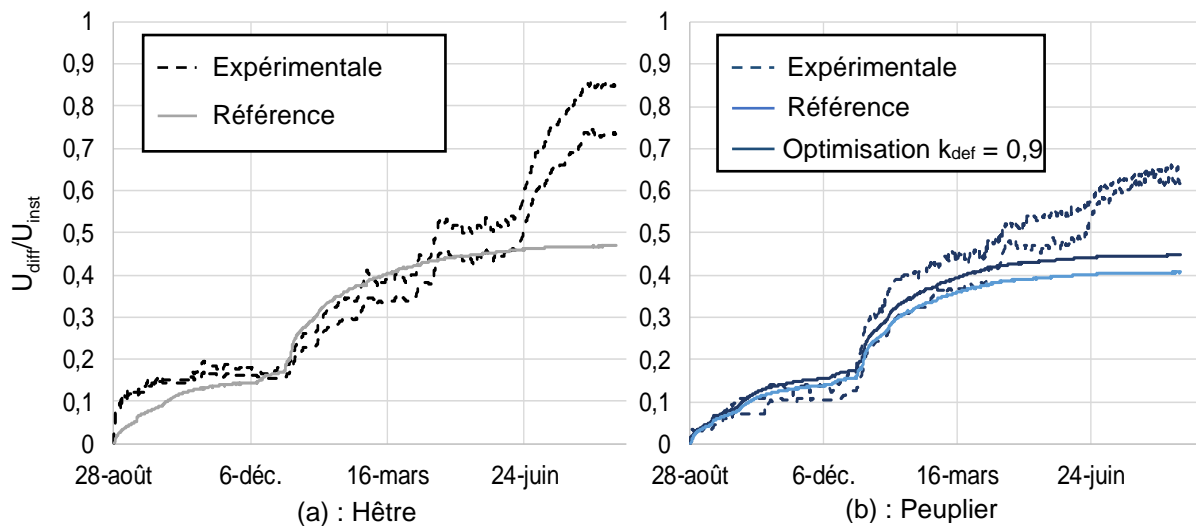 1
0,9
0,8
0,7
0,6
0,5
0,4
0,3
0,2
0,1
0
U_diff/U_inst
Expérimentale
Référence
28-août
6-déc.
16-mars
24-juin
(a) : Hêtre
1
0,9
0,8
0,7
0,6
0,5
0,4
0,3
0,2
0,1
0
Expérimentale
Référence
Optimisation k_def = 0,9
28-août
6-déc.
16-mars
24-juin
(b) : Peuplier